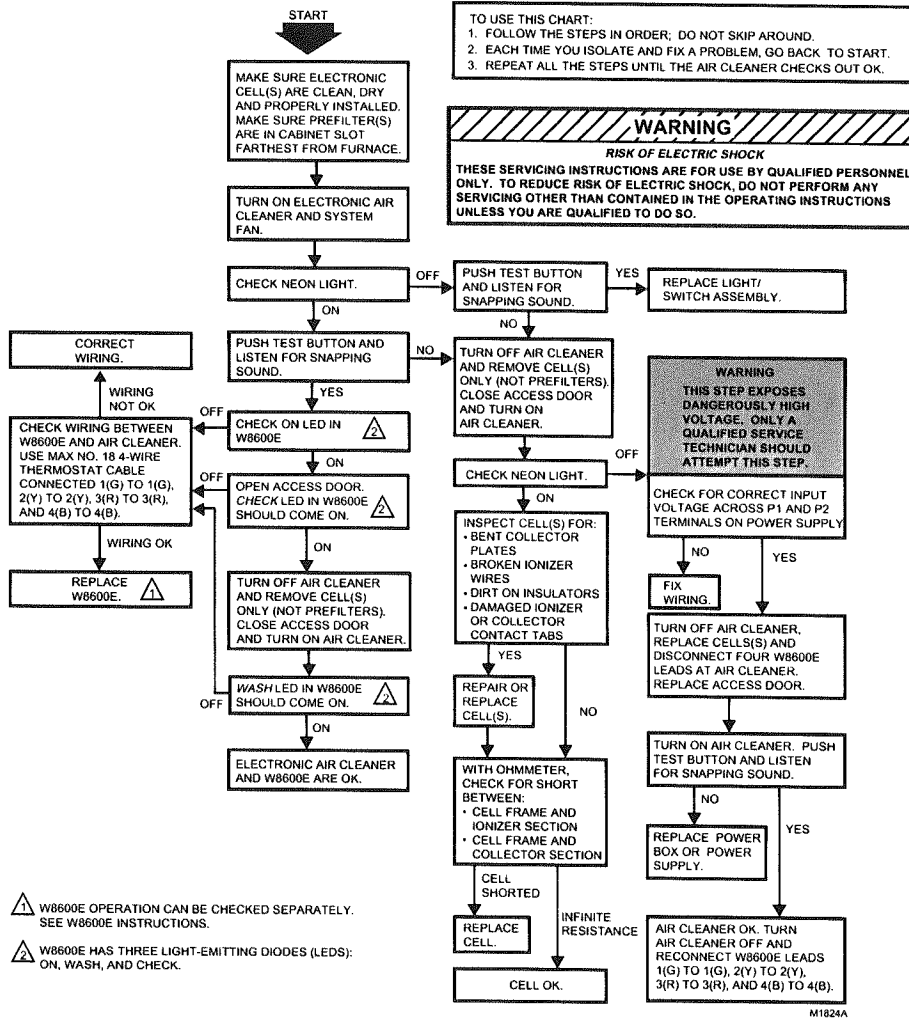 START
TO USE THIS CHART:
1. FOLLOW THE STEPS IN ORDER; DO NOT SKIP AROUND.
2. EACH TIME YOU ISOLATE AND FIX A PROBLEM, GO BACK TO START.
3. REPEAT ALL THE STEPS UNTIL THE AIR CLEANER CHECKS OUT OK.
MAKE SURE ELECTRONIC
CELL(S) ARE CLEAN, DRY
AND PROPERLY INSTALLED.
MAKE SURE PREFILTER(S)
ARE IN CABINET SLOT
FARTHEST FROM FURNACE.
WARNING
RISK OF ELECTRIC SHOCK
THESE SERVICING INSTRUCTIONS ARE FOR USE BY QUALIFIED PERSONNEL
ONLY. TO REDUCE RISK OF ELECTRIC SHOCK, DO NOT PERFORM ANY
SERVICING OTHER THAN CONTAINED IN THE OPERATING INSTRUCTIONS
UNLESS YOU ARE QUALIFIED TO DO SO.
TURN ON ELECTRONIC AIR
CLEANER AND SYSTEM
FAN.
CHECK NEON LIGHT.
OFF
PUSH TEST BUTTON
AND LISTEN FOR
SNAPPING SOUND.
YES
REPLACE LIGHT/
SWITCH ASSEMBLY.
ON
NO
PUSH TEST BUTTON AND
LISTEN FOR SNAPPING
SOUND.
NO
TURN OFF AIR CLEANER
AND REMOVE CELL(S)
ONLY (NOT PREFILTERS).
CLOSE ACCESS DOOR
AND TURN ON
AIR CLEANER.
CORRECT
WIRING.
WIRING
NOT OK
YES
OFF
CHECK ON LED IN
W8600E
2
CHECK WIRING BETWEEN
W8600E AND AIR CLEANER.
USE MAX NO. 18 4-WIRE
THERMOSTAT CABLE
CONNECTED 1(G) TO 1(G),
2(Y) TO 2(Y), 3(R) TO 3(R),
AND 4(B) TO 4(B).
ON
OFF
OPEN ACCESS DOOR.
CHECK LED IN W8600E
SHOULD COME ON.
2
WIRING OK
REPLACE
W8600E.
1
ON
TURN OFF AIR CLEANER
AND REMOVE CELL(S)
ONLY (NOT PREFILTERS).
CLOSE ACCESS DOOR
AND TURN ON AIR CLEANER.
OFF
WASH LED IN W8600E
SHOULD COME ON.
2
ON
ELECTRONIC AIR CLEANER
AND W8600E ARE OK.
CHECK NEON LIGHT.
OFF
ON
INSPECT CELL(S) FOR:
• BENT COLLECTOR
PLATES
• BROKEN IONIZER
WIRES
• DIRT ON INSULATORS
• DAMAGED IONIZER
OR COLLECTOR
CONTACT TABS
YES
NO
REPAIR OR
REPLACE
CELL(S).
WITH OHMMETER,
CHECK FOR SHORT
BETWEEN:
• CELL FRAME AND
IONIZER SECTION
• CELL FRAME AND
COLLECTOR SECTION
CELL
SHORTED
INFINITE
RESISTANCE
REPLACE
CELL.
CELL OK.
WARNING
THIS STEP EXPOSES
DANGEROUSLY HIGH
VOLTAGE. ONLY A
QUALIFIED SERVICE
TECHNICIAN SHOULD
ATTEMPT THIS STEP.
CHECK FOR CORRECT INPUT
VOLTAGE ACROSS P1 AND P2
TERMINALS ON POWER SUPPLY
NO
YES
FIX
WIRING.
TURN OFF AIR CLEANER,
REPLACE CELLS(S) AND
DISCONNECT FOUR W8600E
LEADS AT AIR CLEANER.
REPLACE ACCESS DOOR.
TURN ON AIR CLEANER. PUSH
TEST BUTTON AND LISTEN
FOR SNAPPING SOUND.
NO
YES
REPLACE POWER
BOX OR POWER
SUPPLY.
AIR CLEANER OK. TURN
AIR CLEANER OFF AND
RECONNECT W8600E LEADS
1(G) TO 1(G), 2(Y) TO 2(Y),
3(R) TO 3(R), AND 4(B) TO 4(B).
1 W8600E OPERATION CAN BE CHECKED SEPARATELY.
SEE W8600E INSTRUCTIONS.
2 W8600E HAS THREE LIGHT-EMITTING DIODES (LEDS):
ON, WASH, AND CHECK.
M1824A